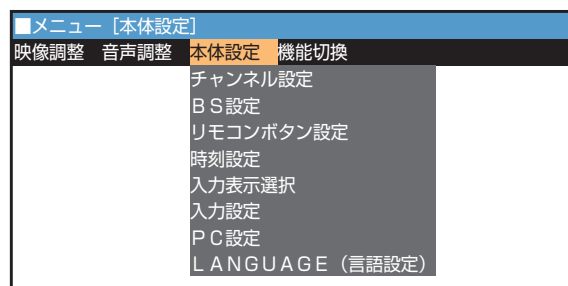 ■メニュー [本体設定]
映像調整 音声調整 本体設定 機能切換
チャンネル設定
ＢＳ設定
リモコンボタン設定
時刻設定
入力表示選択
入力設定
ＰＣ設定
ＬＡＮＧＵＡＧＥ（言語設定）